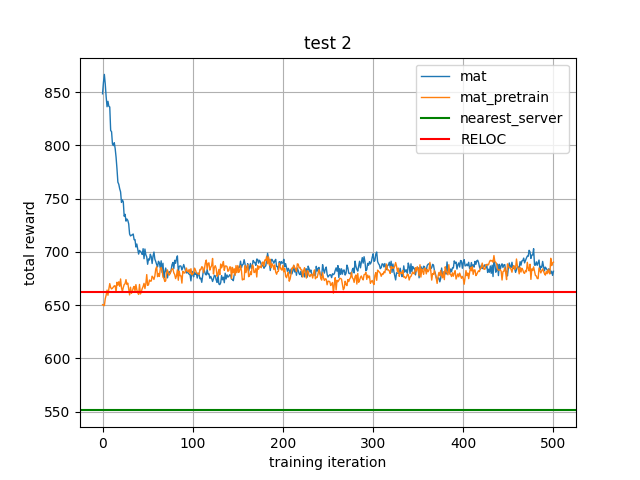 test 2
mat
mat_pretrain
nearest_server
RELOC
total reward
850
800
750
700
650
600
550
0 100 200 300 400 500
training iteration